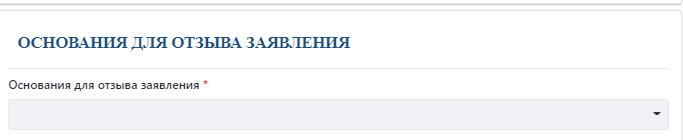 ОСНОВАНИЯ ДЛЯ ОТЗЫВА ЗАЯВЛЕНИЯ
Основания для отзыва заявления *